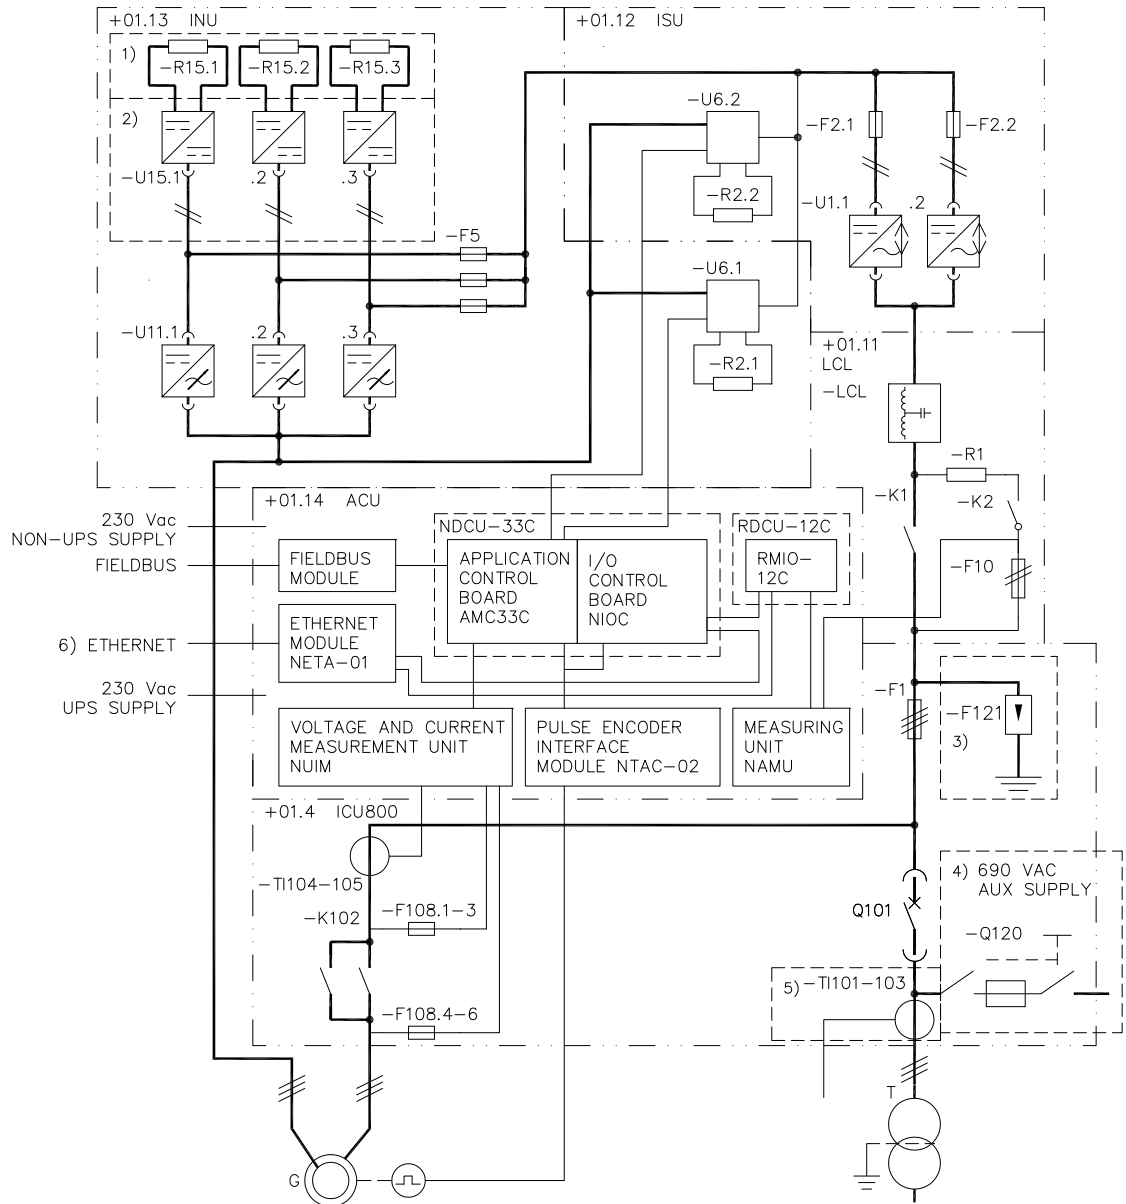 +01.13 INU
+01.12 ISU
1)
-R15.1
-R15.2
-R15.3
2)
-U6.2
-F2.1
-F2.2
-U15.1
.2
.3
-R2.2
-U1.1
.2
-F5
-U6.1
-U11.1
.2
.3
-R2.1
+01.11
LCL
-LCL
-R1
-K1
-K2
+01.14 ACU
230 Vac
NON-UPS SUPPLY
NDCU-33C
RDCU-12C
FIELDBUS
FIELDBUS
MODULE
APPLICATION
CONTROL
BOARD
AMC33C
I/O
CONTROL
BOARD
NIOC
RMIO-
12C
-F10
6) ETHERNET
ETHERNET
MODULE
NETA-01
230 Vac
UPS SUPPLY
-F1
-F121
3)
VOLTAGE AND CURRENT
MEASUREMENT UNIT
NUIM
PULSE ENCODER
INTERFACE
MODULE NTAC-02
MEASURING
UNIT
NAMU
+01.4 ICU800
-TI104-105
4) 690 VAC
AUX SUPPLY
-K102
-F108.1-3
Q101
-Q120
5)
-TI101-103
-F108.4-6
T
G